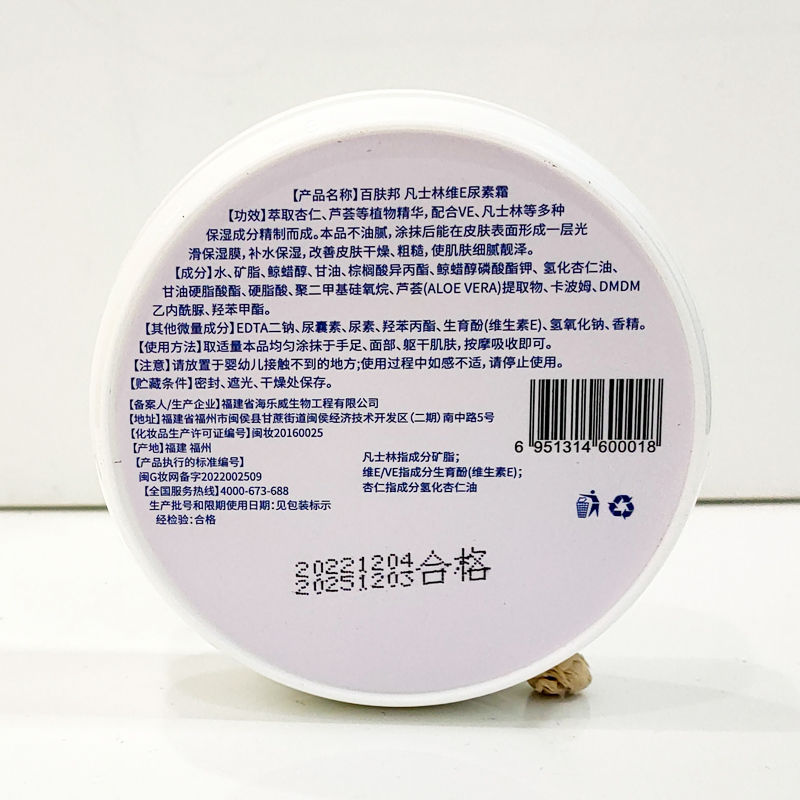 【产品名称】百肤邦 凡士林维E尿素霜
【功效】萃取杏仁、芦荟等植物精华，配合VE、凡士林等多种
保湿成分精制而成。本品不油腻，涂抹后能在皮肤表面形成一层光
滑保湿膜，补水保湿，改善皮肤干燥、粗糙，使肌肤细腻靓泽。
【成分】水、矿脂、鲸蜡醇、甘油、棕榈酸异丙酯、鲸蜡醇磷酸酯钾、氢化杏仁油、
甘油硬脂酸酯、硬脂酸、聚二甲基硅氧烷、芦荟(ALOE VERA)提取物、卡波姆、DMDM
乙内酰脲、羟苯甲酯。
【其他微量成分】EDTA二钠、尿囊素、尿素、羟苯丙酯、生育酚(维生素E)、氢氧化钠、香精。
【使用方法】取适量本品均匀涂抹于手足、面部、躯干肌肤，按摩吸收即可。
【注意】请放置于婴幼儿接触不到的地方；使用过程中如感不适，请停止使用。
【贮藏条件】密封、遮光、干燥处保存。
【备案人/生产企业】福建省海乐威生物工程有限公司
【地址】福建省福州市闽侯县甘蔗街道闽侯经济技术开发区（二期）南中路5号
【化妆品生产许可证编号】闽妆20160025
【产地】福建 福州
【产品执行的标准编号】
闽G妆网备字2022002509
【全国服务热线】4000-673-688
生产批号和限期使用日期：见包装标示
经检验：合格
凡士林指成分矿脂；
维E/VE指成分生育酚(维生素E)；
杏仁指成分氢化杏仁油
6 951314 600018
20221204合格
20251203